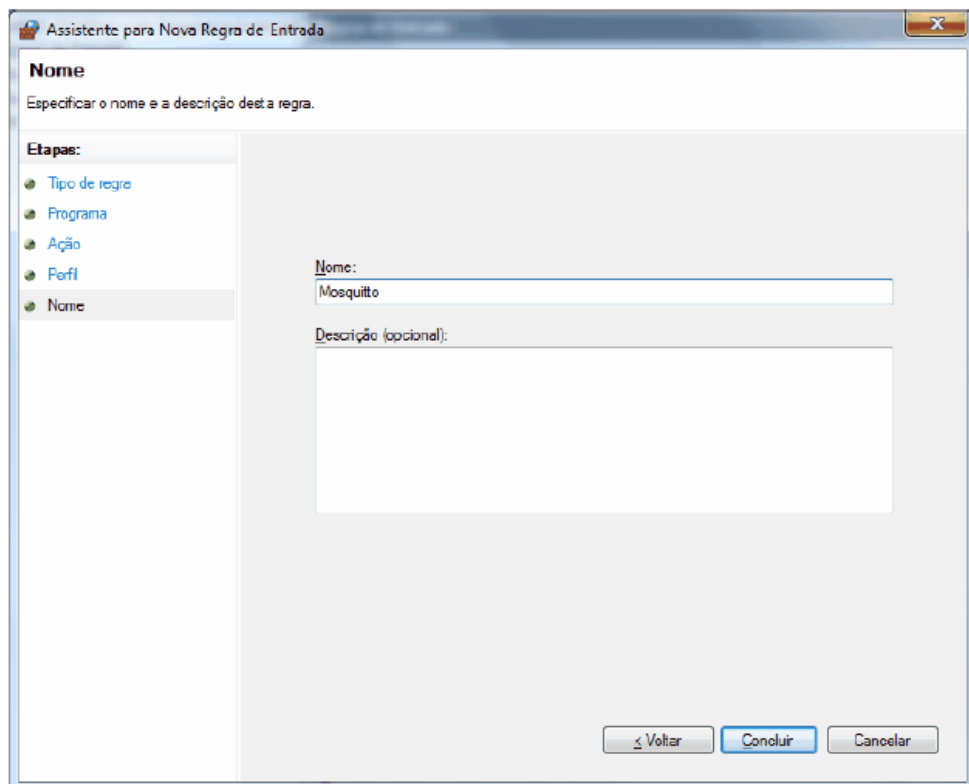 Assistente para Nova Regra de Entrada
Nome
Especificar o nome e a descrição desta regra.
Etapas:
Tipo de regra
Programa
Ação
Perfil
Nome
Nome:
Mosquitto
Descrição (opcional):
< Voltar
Concluir
Cancelar